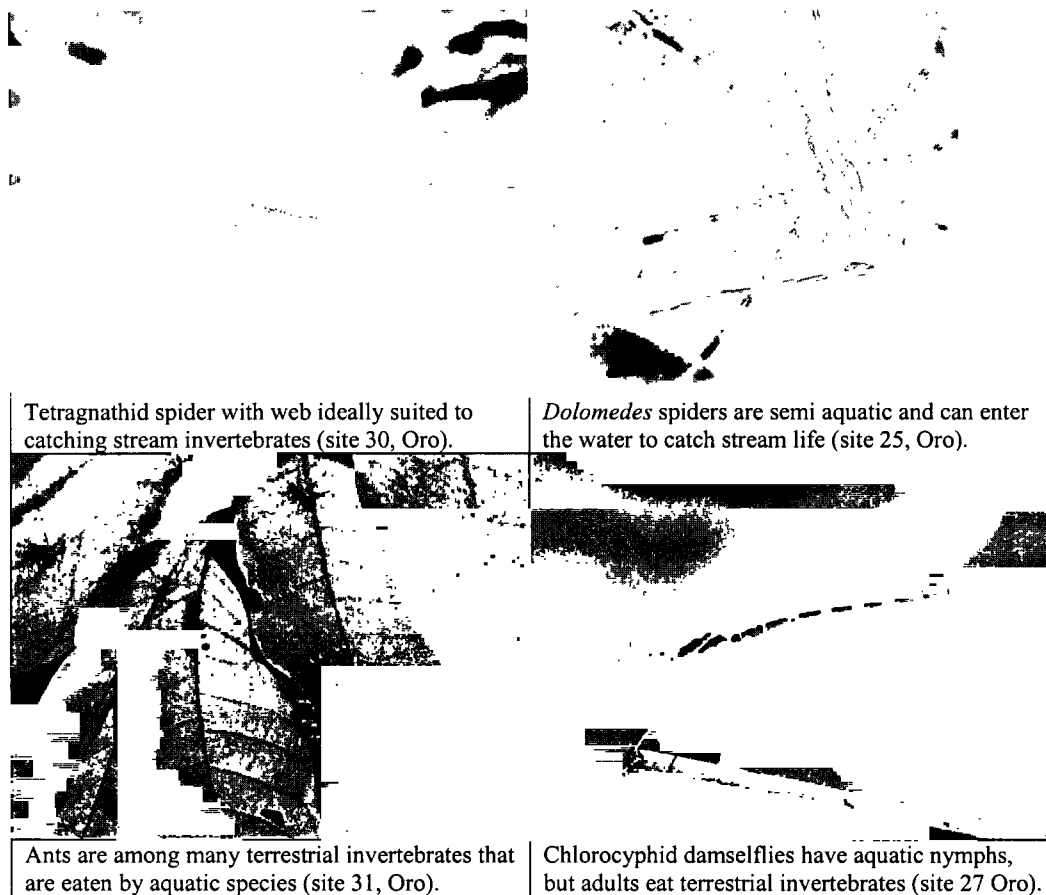 Tetragnathid spider with web ideally suited to
catching stream invertebrates (site 30, Oro).
Dolomedes spiders are semi aquatic and can enter
the water to catch stream life (site 25, Oro).
Ants are among many terrestrial invertebrates that
are eaten by aquatic species (site 31, Oro).
Chlorocyphid damselflies have aquatic nymphs,
but adults eat terrestrial invertebrates (site 27 Oro).